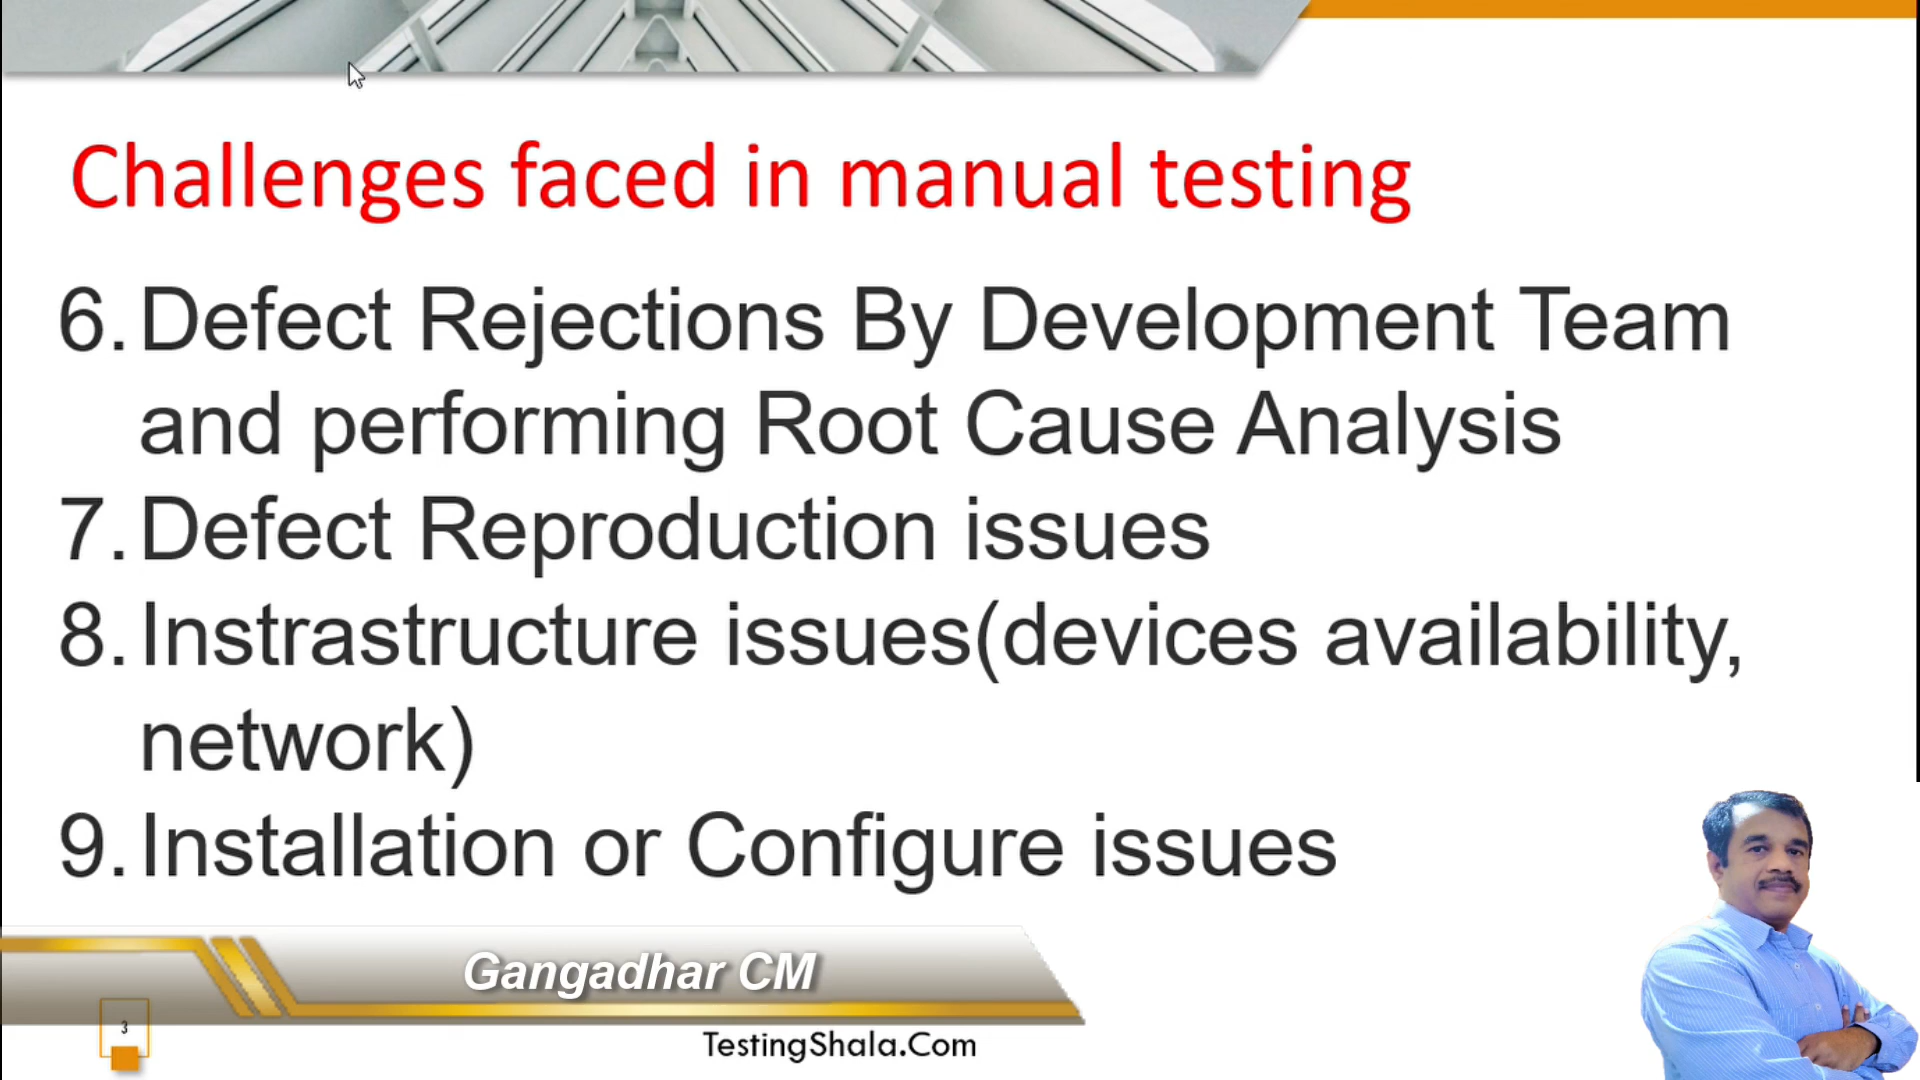 Challenges faced in manual testing
6. Defect Rejections By Development Team
and performing Root Cause Analysis
7. Defect Reproduction issues
8. Instrastructure issues(devices availability,
network)
9. Installation or Configure issues
Gangadhar CM
3
TestingShala.Com